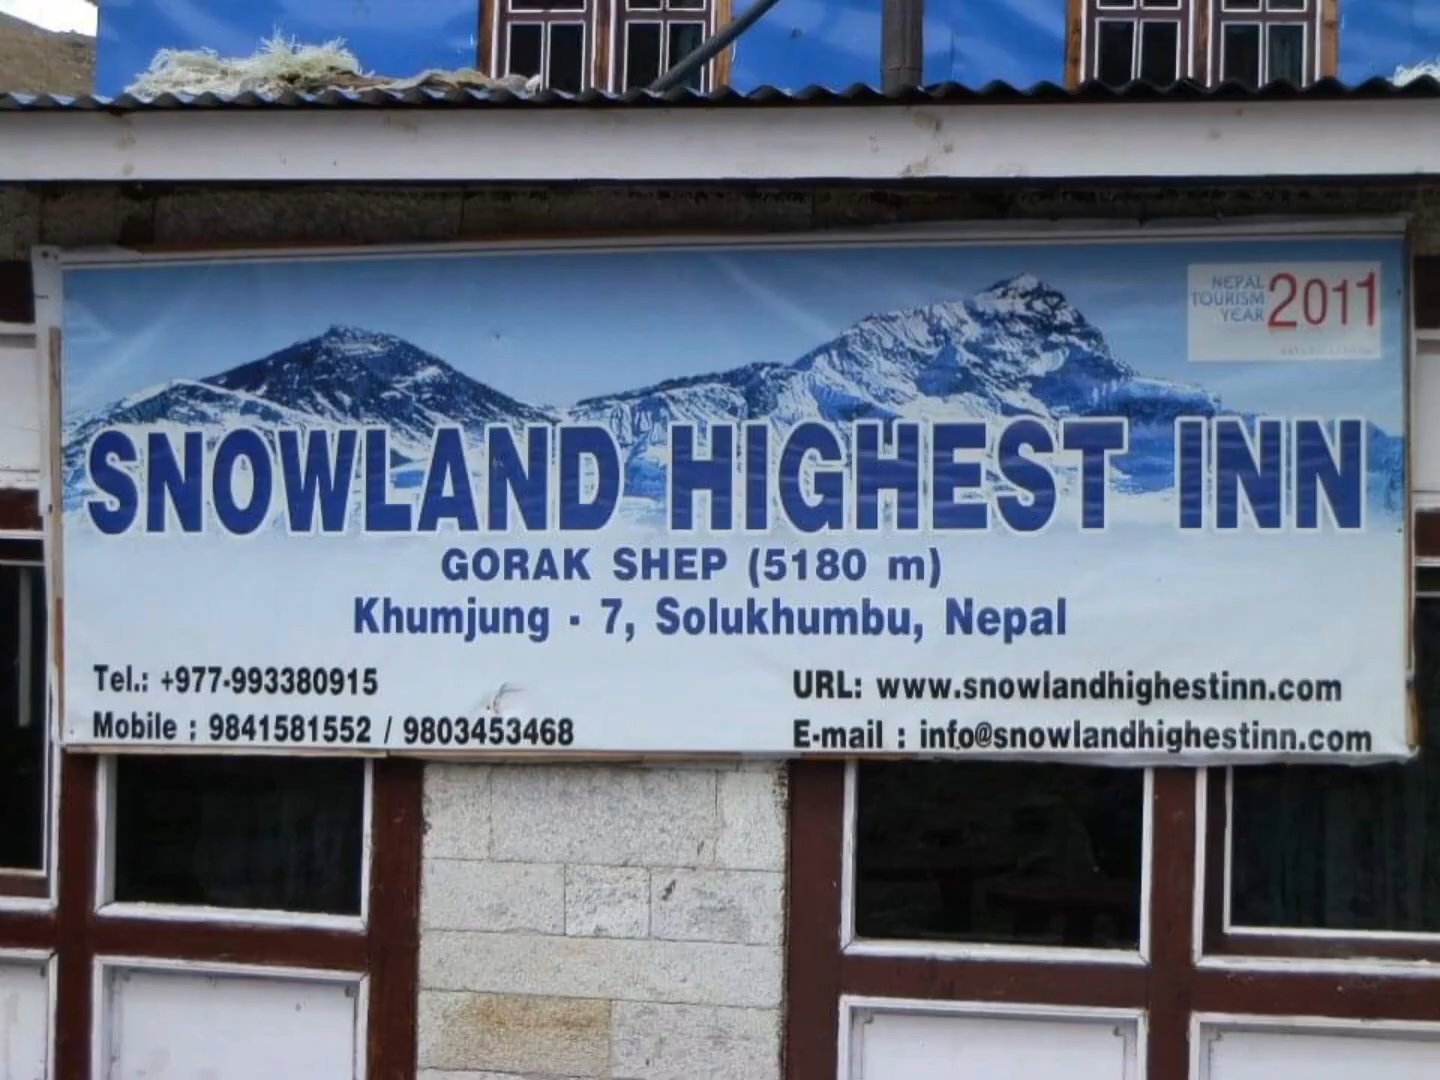 NEPAL
TOURISM
YEAR
2011
SNOWLAND HIGHEST INN
GORAK SHEP (5180 m)
Khumjung - 7, Solukhumbu, Nepal
Tel.: +977-993380915
Mobile : 9841581552 / 9803453468
URL: www.snowlandhighestinn.com
E-mail : info@snowlandhighestinn.com